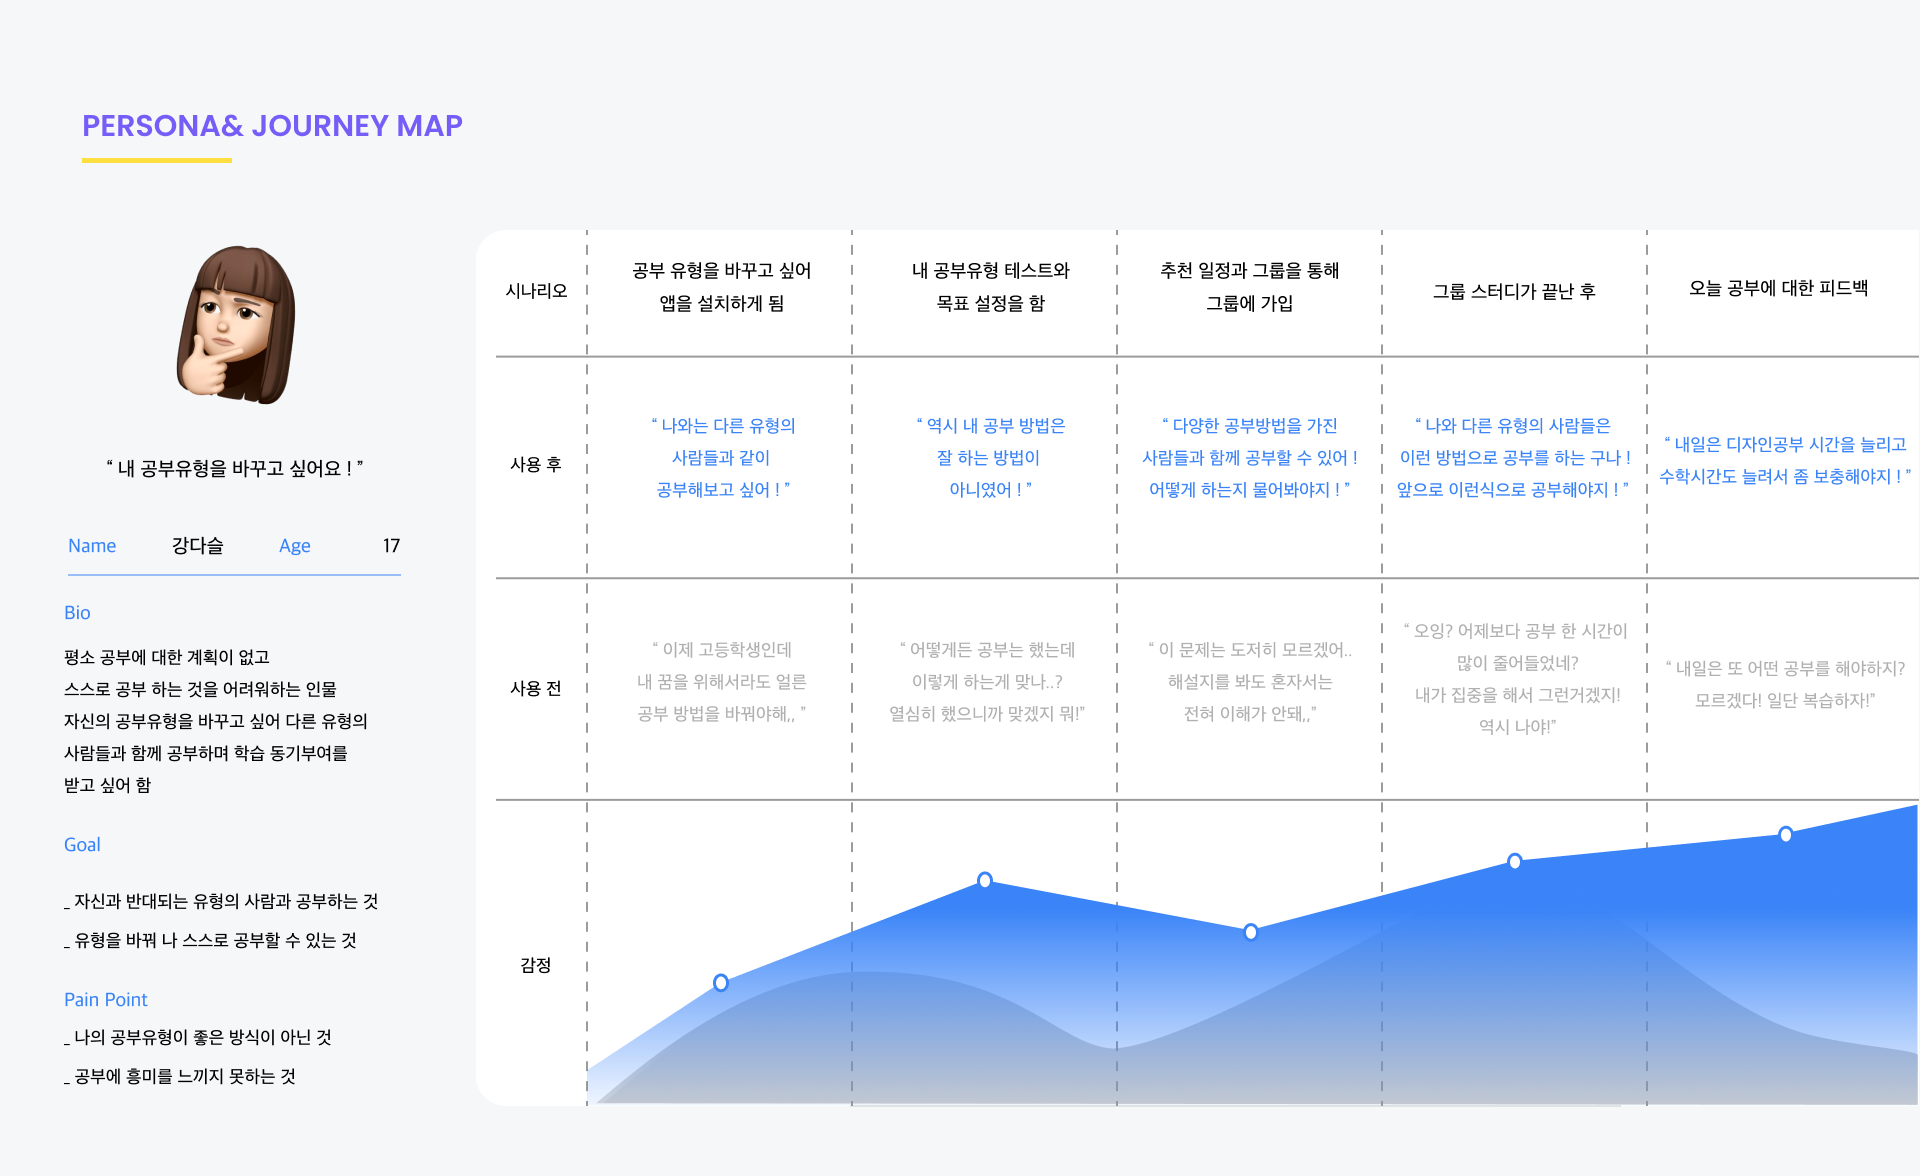 PERSONA& JOURNEY MAP
“ 내 공부유형을 바꾸고 싶어요 ! ”
Name 강다슬 Age 17
Bio
평소 공부에 대한 계획이 없고
스스로 공부 하는 것을 어려워하는 인물
자신의 공부유형을 바꾸고 싶어 다른 유형의
사람들과 함께 공부하며 학습 동기부여를
받고 싶어 함
Goal
_ 자신과 반대되는 유형의 사람과 공부하는 것
_ 유형을 바꿔 나 스스로 공부할 수 있는 것
Pain Point
_ 나의 공부유형이 좋은 방식이 아닌 것
_ 공부에 흥미를 느끼지 못하는 것
시나리오
공부 유형을 바꾸고 싶어
앱을 설치하게 됨
내 공부유형 테스트와
목표 설정을 함
추천 일정과 그룹을 통해
그룹에 가입
그룹 스터디가 끝난 후
오늘 공부에 대한 피드백
사용 후
“ 나와는 다른 유형의
사람들과 같이
공부해보고 싶어 ! ”
“ 역시 내 공부 방법은
잘 하는 방법이
아니였어 ! ”
“ 다양한 공부방법을 가진
사람들과 함께 공부할 수 있어 !
어떻게 하는지 물어봐야지 ! ”
“ 나와 다른 유형의 사람들은
이런 방법으로 공부를 하는 구나 !
앞으로 이런식으로 공부해야지 ! ”
“ 내일은 디자인공부 시간을 늘리고
수학시간도 늘려서 좀 보충해야지 ! ”
사용 전
“ 이제 고등학생인데
내 꿈을 위해서라도 얼른
공부 방법을 바꿔야해,, ”
“ 어떻게든 공부는 했는데
이렇게 하는게 맞나..?
열심히 했으니까 맞겠지 뭐!”
“ 이 문제는 도저히 모르겠어..
해설지를 봐도 혼자서는
전혀 이해가 안돼,,”
“ 오잉? 어제보다 공부 한 시간이
많이 줄어들었네?
내가 집중을 해서 그런거겠지!
역시 나야!”
“ 내일은 또 어떤 공부를 해야하지?
모르겠다! 일단 복습하자!”
감정